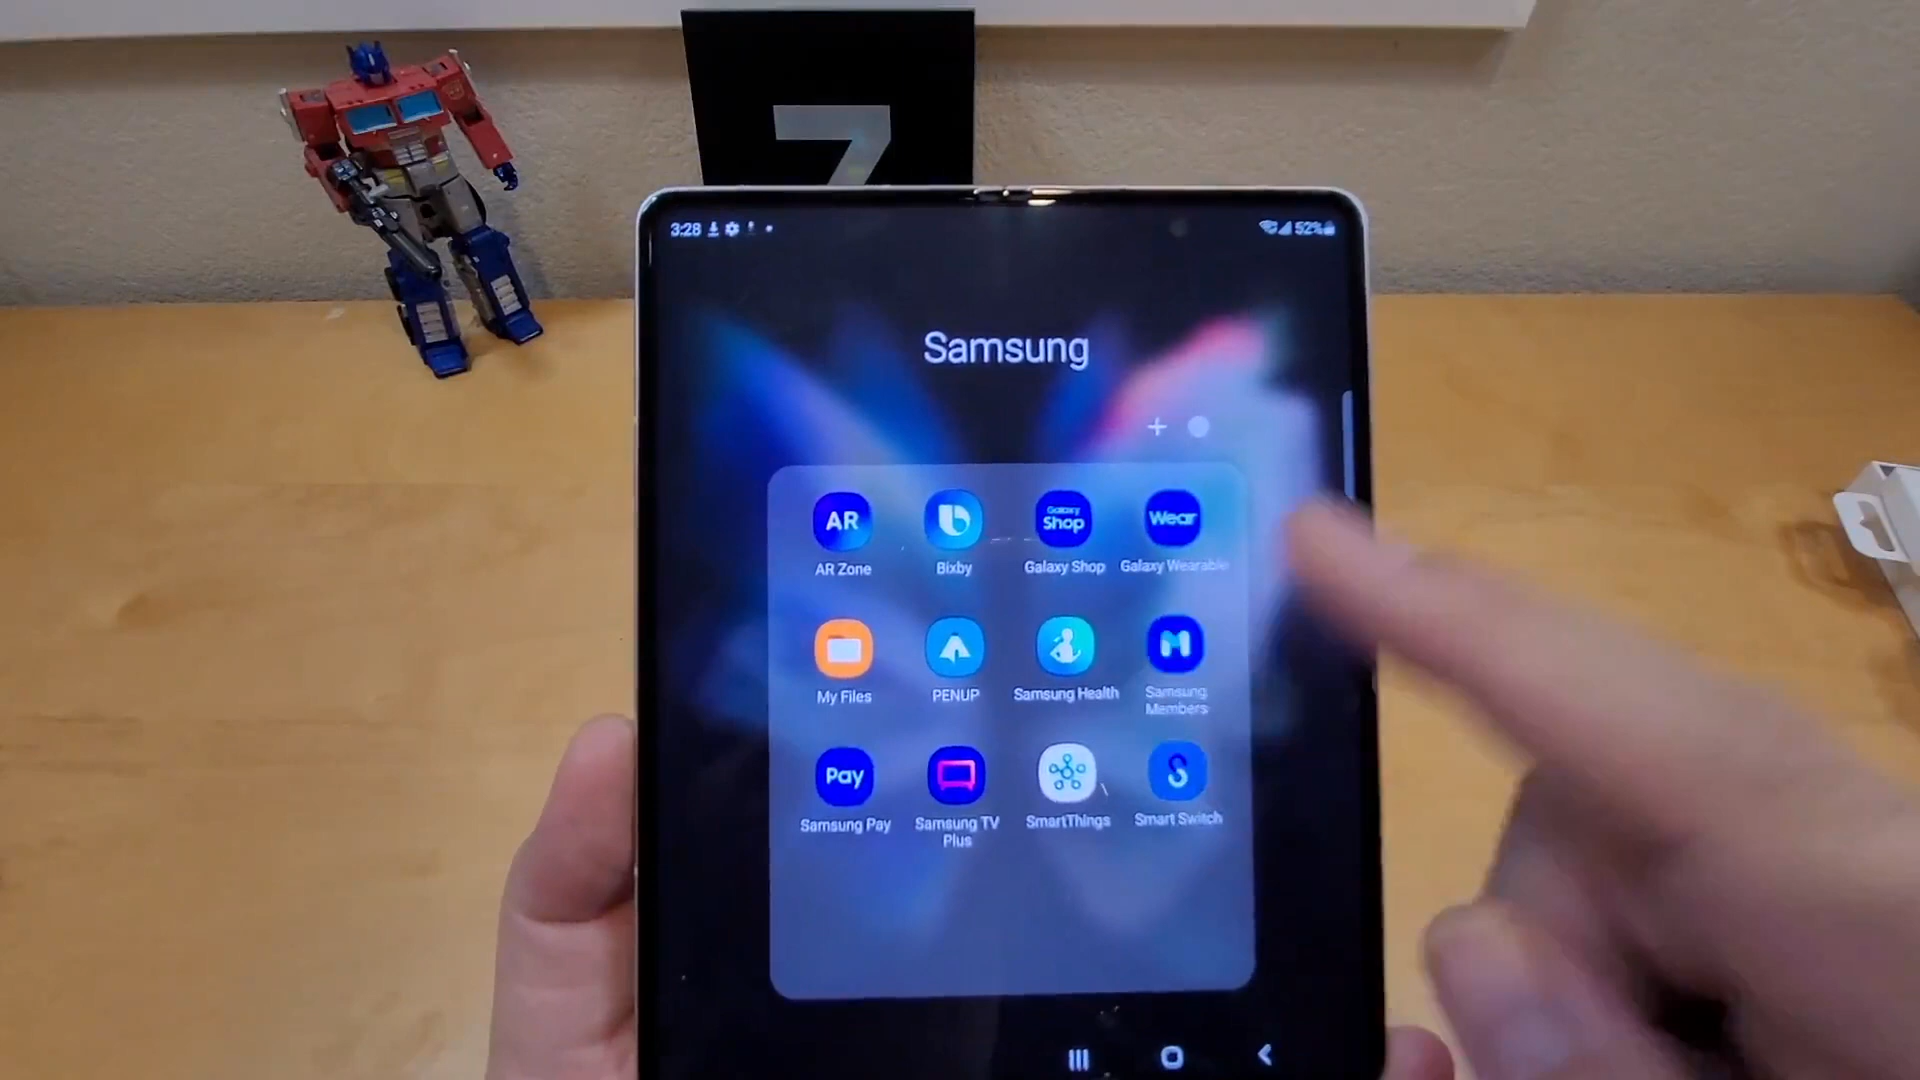 Z
3:28
52%
Samsung
AR
Galaxy
Shop
Wear
AR Zone
Bixby
Galaxy Shop
Galaxy Wearable
My Files
PENUP
Samsung Health
Samsung
Members
Pay
Samsung Pay
Samsung TV
Plus
SmartThings
Smart Switch